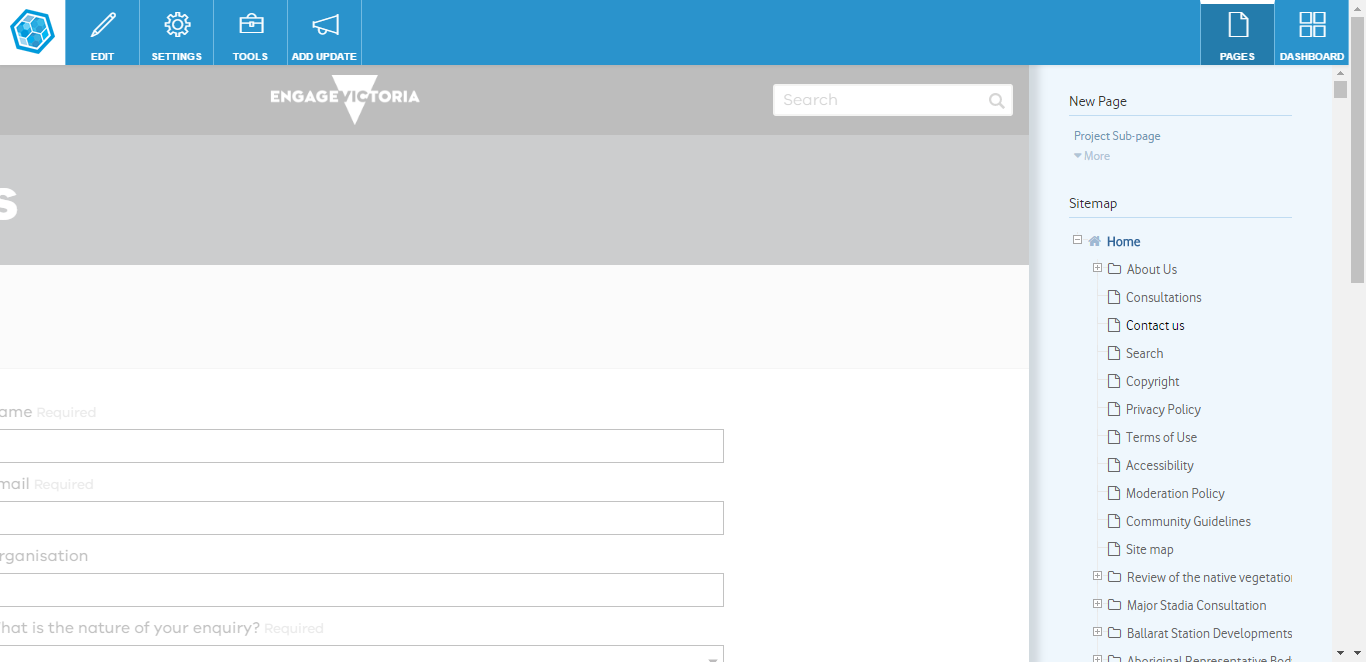 EDIT
SETTINGS
TOOLS
ADD UPDATE
PAGES
DASHBOARD
ENGAGEVICTORIA
Search
s
ame Required
mail Required
rganisation
hat is the nature of your enquiry? Required
New Page
Project Sub-page
More
Sitemap
Home
About Us
Consultations
Contact us
Search
Copyright
Privacy Policy
Terms of Use
Accessibility
Moderation Policy
Community Guidelines
Site map
Review of the native vegetatio
Major Stadia Consultation
Ballarat Station Developments
Aboriginal Representative Bod